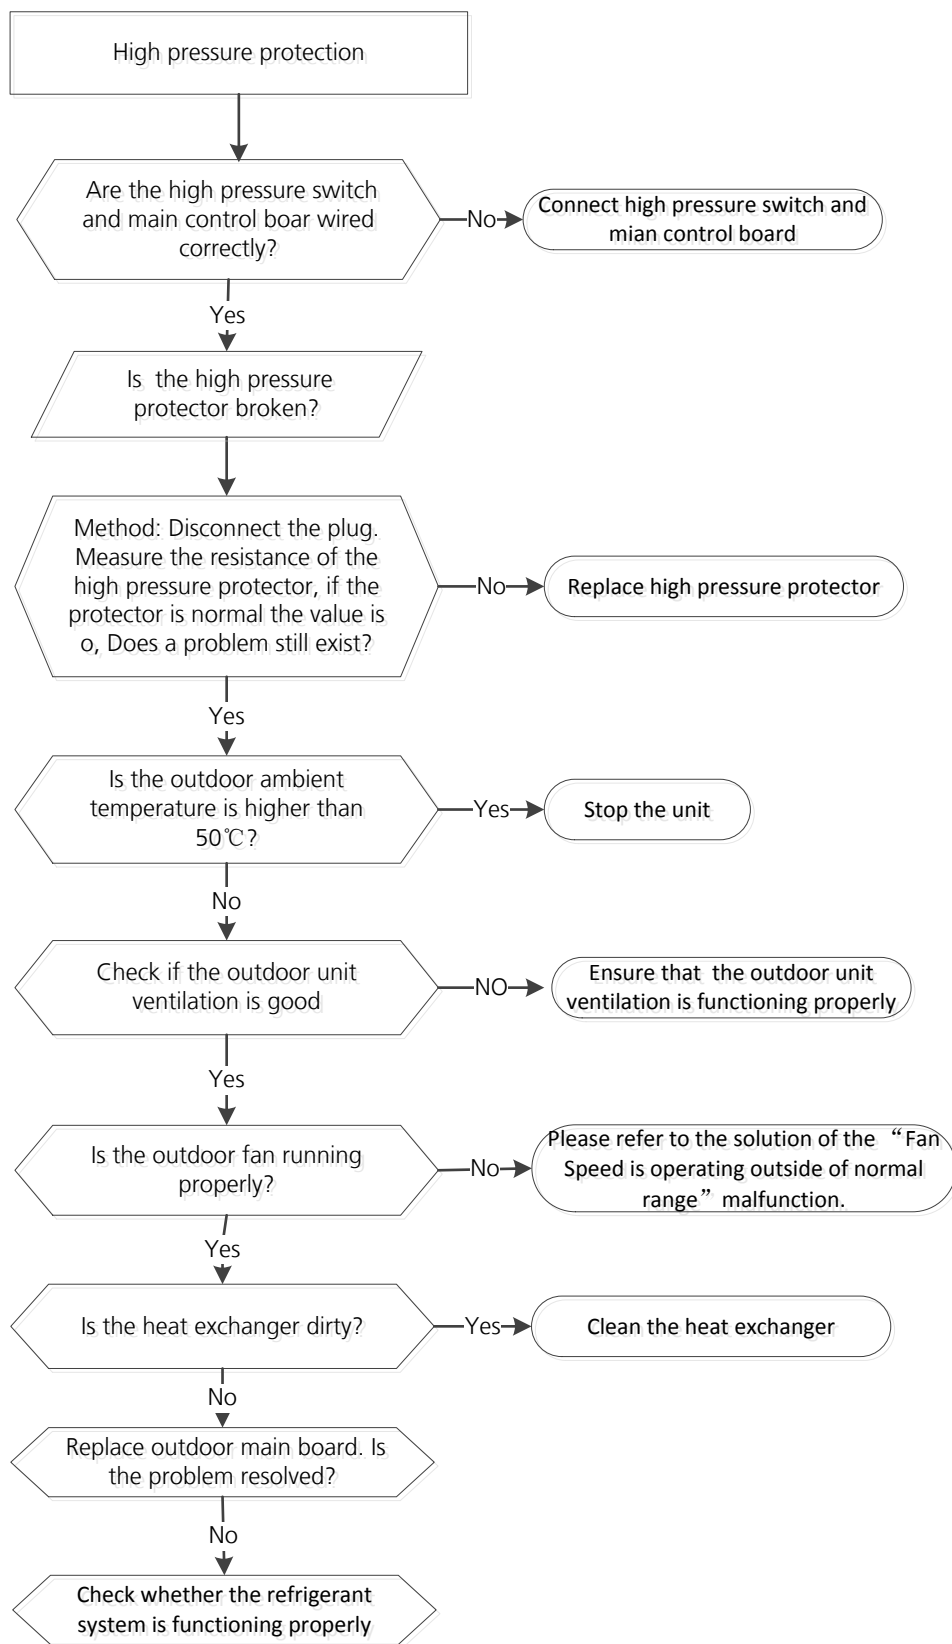 High pressure protection
Are the high pressure switch
and main control boar wired
correctly?
No
Connect high pressure switch and
mian control board
Yes
Is the high pressure
protector broken?
Method: Disconnect the plug.
Measure the resistance of the
high pressure protector, if the
protector is normal the value is
o, Does a problem still exist?
No
Replace high pressure protector
Yes
Is the outdoor ambient
temperature is higher than
50℃?
Yes
Stop the unit
No
Check if the outdoor unit
ventilation is good
NO
Ensure that the outdoor unit
ventilation is functioning properly
Yes
Is the outdoor fan running
properly?
No
Please refer to the solution of the “Fan
Speed is operating outside of normal
range” malfunction.
Yes
Is the heat exchanger dirty?
Yes
Clean the heat exchanger
No
Replace outdoor main board. Is
the problem resolved?
No
Check whether the refrigerant
system is functioning properly